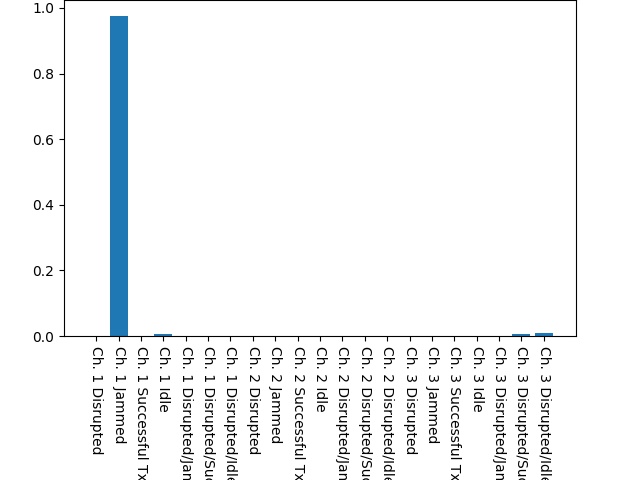 1.0
0.8
0.6
0.4
0.2
0.0
Ch. 1 Disrupted
Ch. 1 Jammed
Ch. 1 Successful Tx
Ch. 1 Idle
Ch. 1 Disrupted/Jan
Ch. 1 Disrupted/Suc
Ch. 1 Disrupted/Idle
Ch. 2 Disrupted
Ch. 2 Jammed
Ch. 2 Successful Tx
Ch. 2 Idle
Ch. 2 Disrupted/Jan
Ch. 2 Disrupted/Suc
Ch. 2 Disrupted/Idle
Ch. 3 Disrupted
Ch. 3 Jammed
Ch. 3 Successful Tx
Ch. 3 Idle
Ch. 3 Disrupted/Jan
Ch. 3 Disrupted/Suc
Ch. 3 Disrupted/Idle